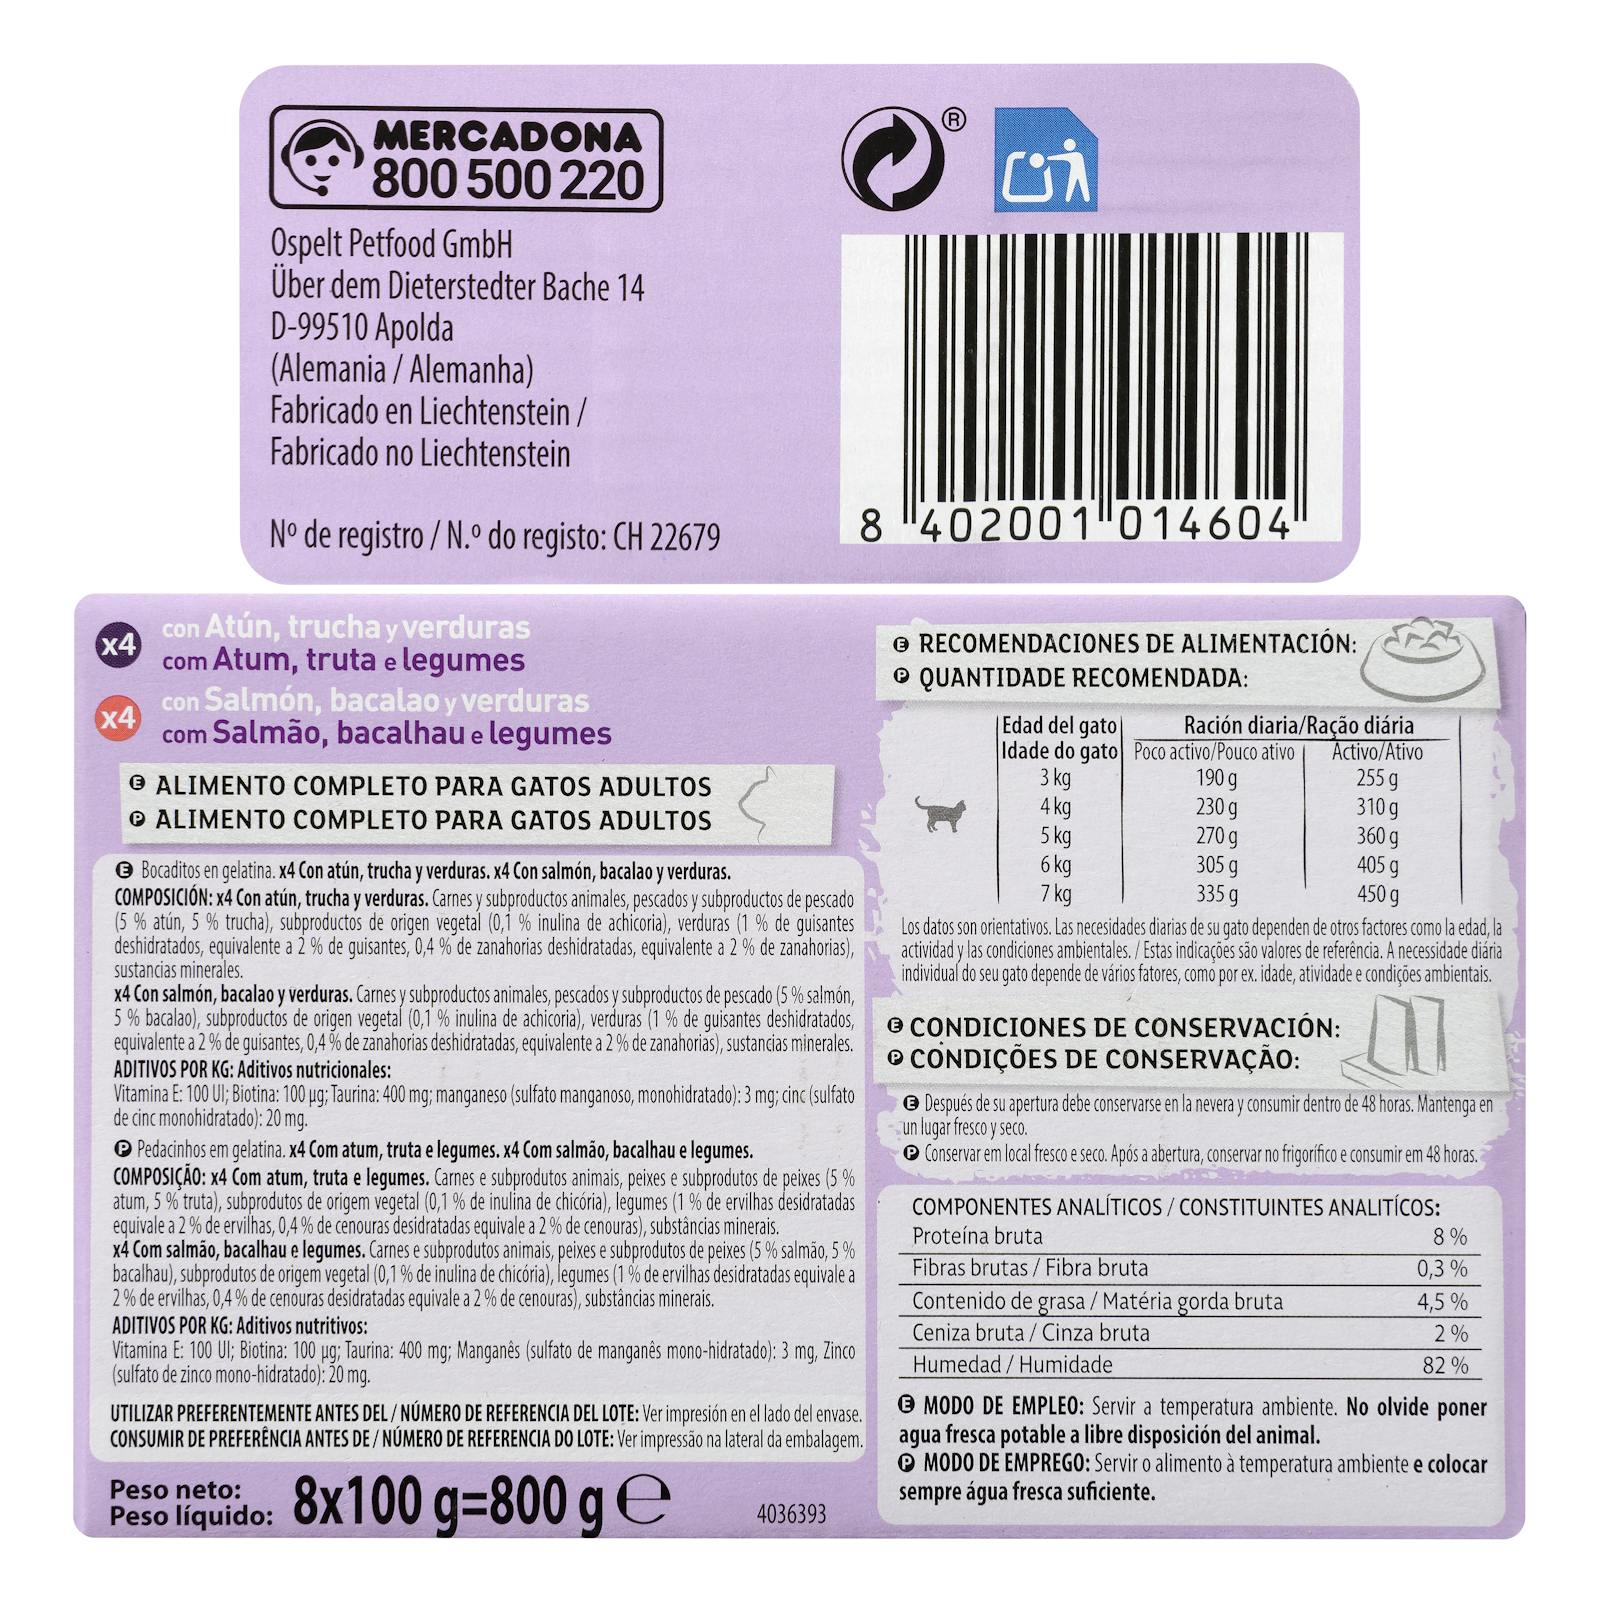 MERCADONA
800 500 220
Ospelt Petfood GmbH
Über dem Dieterstedter Bache 14
D-99510 Apolda
(Alemania / Alemanha)
Fabricado en Liechtenstein /
Fabricado no Liechtenstein
Nº de registro / N.º do registo: CH 22679
®
8 402001 014604
x4 con Atún, trucha y verduras
com Atum, truta e legumes
x4 con Salmón, bacalao y verduras
com Salmão, bacalhau e legumes
E ALIMENTO COMPLETO PARA GATOS ADULTOS
P ALIMENTO COMPLETO PARA GATOS ADULTOS
E Bocaditos en gelatina. x4 Con atún, trucha y verduras. x4 Con salmón, bacalao y verduras.
COMPOSICIÓN: x4 Con atún, trucha y verduras. Carnes y subproductos animales, pescados y subproductos de pescado
(5 % atún, 5 % trucha), subproductos de origen vegetal (0,1 % inulina de achicoria), verduras (1 % de guisantes
deshidratados, equivalente a 2 % de guisantes, 0,4 % de zanahorias deshidratadas, equivalente a 2 % de zanahorias),
sustancias minerales.
x4 Con salmón, bacalao y verduras. Carnes y subproductos animales, pescados y subproductos de pescado (5 % salmón,
5 % bacalao), subproductos de origen vegetal (0,1 % inulina de achicoria), verduras (1 % de guisantes deshidratados,
equivalente a 2 % de guisantes, 0,4 % de zanahorias deshidratadas, equivalente a 2 % de zanahorias), sustancias minerales.
ADITIVOS POR KG: Aditivos nutricionales:
Vitamina E: 100 UI; Biotina: 100 µg; Taurina: 400 mg; manganeso (sulfato manganoso, monohidratado): 3 mg; cinc (sulfato
de cinc monohidratado): 20 mg.
P Pedacinhos em gelatina. x4 Com atum, truta e legumes. x4 Com salmão, bacalhau e legumes.
COMPOSIÇÃO: x4 Com atum, truta e legumes. Carnes e subprodutos animais, peixes e subprodutos de peixes (5 %
atum, 5 % truta), subprodutos de origem vegetal (0,1 % de inulina de chicória), legumes (1 % de ervilhas desidratadas
equivale a 2 % de ervilhas, 0,4 % de cenouras desidratadas equivale a 2 % de cenouras), substâncias minerais.
x4 Com salmão, bacalhau e legumes. Carnes e subprodutos animais, peixes e subprodutos de peixes (5 % salmão, 5 %
bacalhau), subprodutos de origem vegetal (0,1 % de inulina de chicória), legumes (1 % de ervilhas desidratadas equivale a
2 % de ervilhas, 0,4 % de cenouras desidratadas equivale a 2 % de cenouras), substâncias minerais.
ADITIVOS POR KG: Aditivos nutritivos:
Vitamina E: 100 UI; Biotina: 100 µg; Taurina: 400 mg; Manganês (sulfato de manganês mono-hidratado): 3 mg, Zinco
(sulfato de zinco mono-hidratado): 20 mg.
UTILIZAR PREFERENTEMENTE ANTES DEL / NÚMERO DE REFERENCIA DEL LOTE: Ver impresión en el lado del envase.
CONSUMIR DE PREFERÊNCIA ANTES DE / NÚMERO DE REFERENCIA DO LOTE: Ver impressão na lateral da embalagem.
Peso neto:
Peso líquido: 8x100 g=800 g ℮
4036393
E RECOMENDACIONES DE ALIMENTACIÓN:
P QUANTIDADE RECOMENDADA:
Edad del gato Ración diaria/Ração diária
Idade do gato Poco activo/Pouco ativo Activo/Ativo
3 kg 190 g 255 g
4 kg 230 g 310 g
5 kg 270 g 360 g
6 kg 305 g 405 g
7 kg 335 g 450 g
Los datos son orientativos. Las necesidades diarias de su gato dependen de otros factores como la edad, la
actividad y las condiciones ambientales. / Estas indicações são valores de referência. A necessidade diária
individual do seu gato depende de vários fatores, como por ex. idade, atividade e condições ambientais.
E CONDICIONES DE CONSERVACIÓN:
P CONDIÇÕES DE CONSERVAÇÃO:
E Después de su apertura debe conservarse en la nevera y consumir dentro de 48 horas. Mantenga en
un lugar fresco y seco.
P Conservar em local fresco e seco. Após a abertura, conservar no frigorífico e consumir em 48 horas.
COMPONENTES ANALÍTICOS / CONSTITUINTES ANALITÍCOS:
Proteína bruta 8 %
Fibras brutas / Fibra bruta 0,3 %
Contenido de grasa / Matéria gorda bruta 4,5 %
Ceniza bruta / Cinza bruta 2 %
Humedad / Humidade 82 %
E MODO DE EMPLEO: Servir a temperatura ambiente. No olvide poner
agua fresca potable a libre disposición del animal.
P MODO DE EMPREGO: Servir o alimento à temperatura ambiente e colocar
sempre água fresca suficiente.